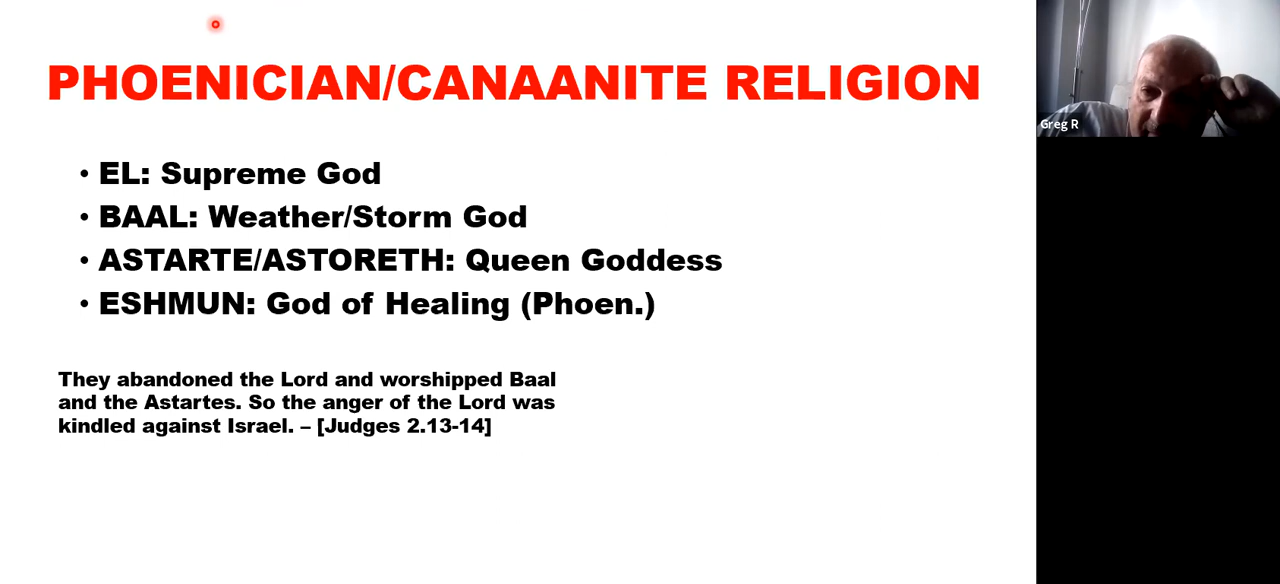 PHOENICIAN/CANAANITE RELIGION
• EL: Supreme God
• BAAL: Weather/Storm God
• ASTARTE/ASTORETH: Queen Goddess
• ESHMUN: God of Healing (Phoen.)
They abandoned the Lord and worshipped Baal
and the Astartes. So the anger of the Lord was
kindled against Israel. – [Judges 2.13-14]
Greg R